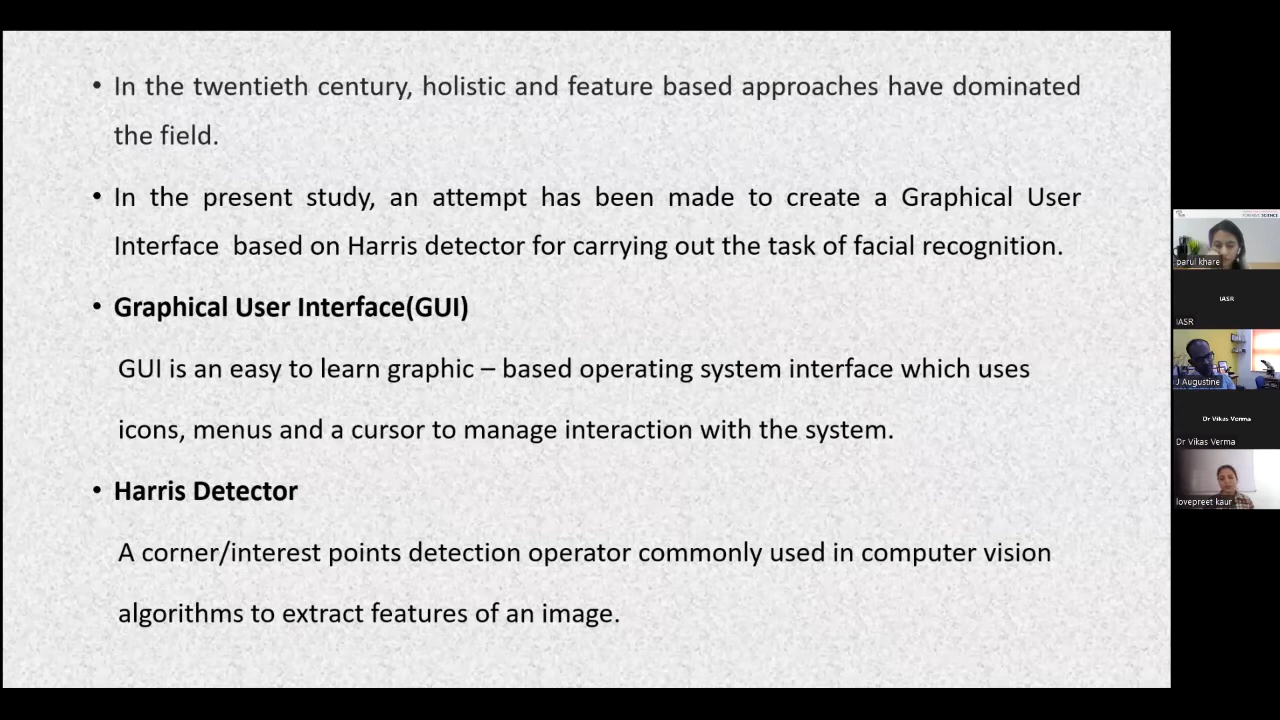 • In the twentieth century, holistic and feature based approaches have dominated
the field.
• In the present study, an attempt has been made to create a Graphical User
Interface based on Harris detector for carrying out the task of facial recognition.
• Graphical User Interface(GUI)
GUI is an easy to learn graphic – based operating system interface which uses
icons, menus and a cursor to manage interaction with the system.
• Harris Detector
A corner/interest points detection operator commonly used in computer vision
algorithms to extract features of an image.
FORENSIC SCIENCE
parul khare
IASR
IASR
J Augustine
Dr Vikas Verma
Dr Vikas Verma
lovepreet kaur